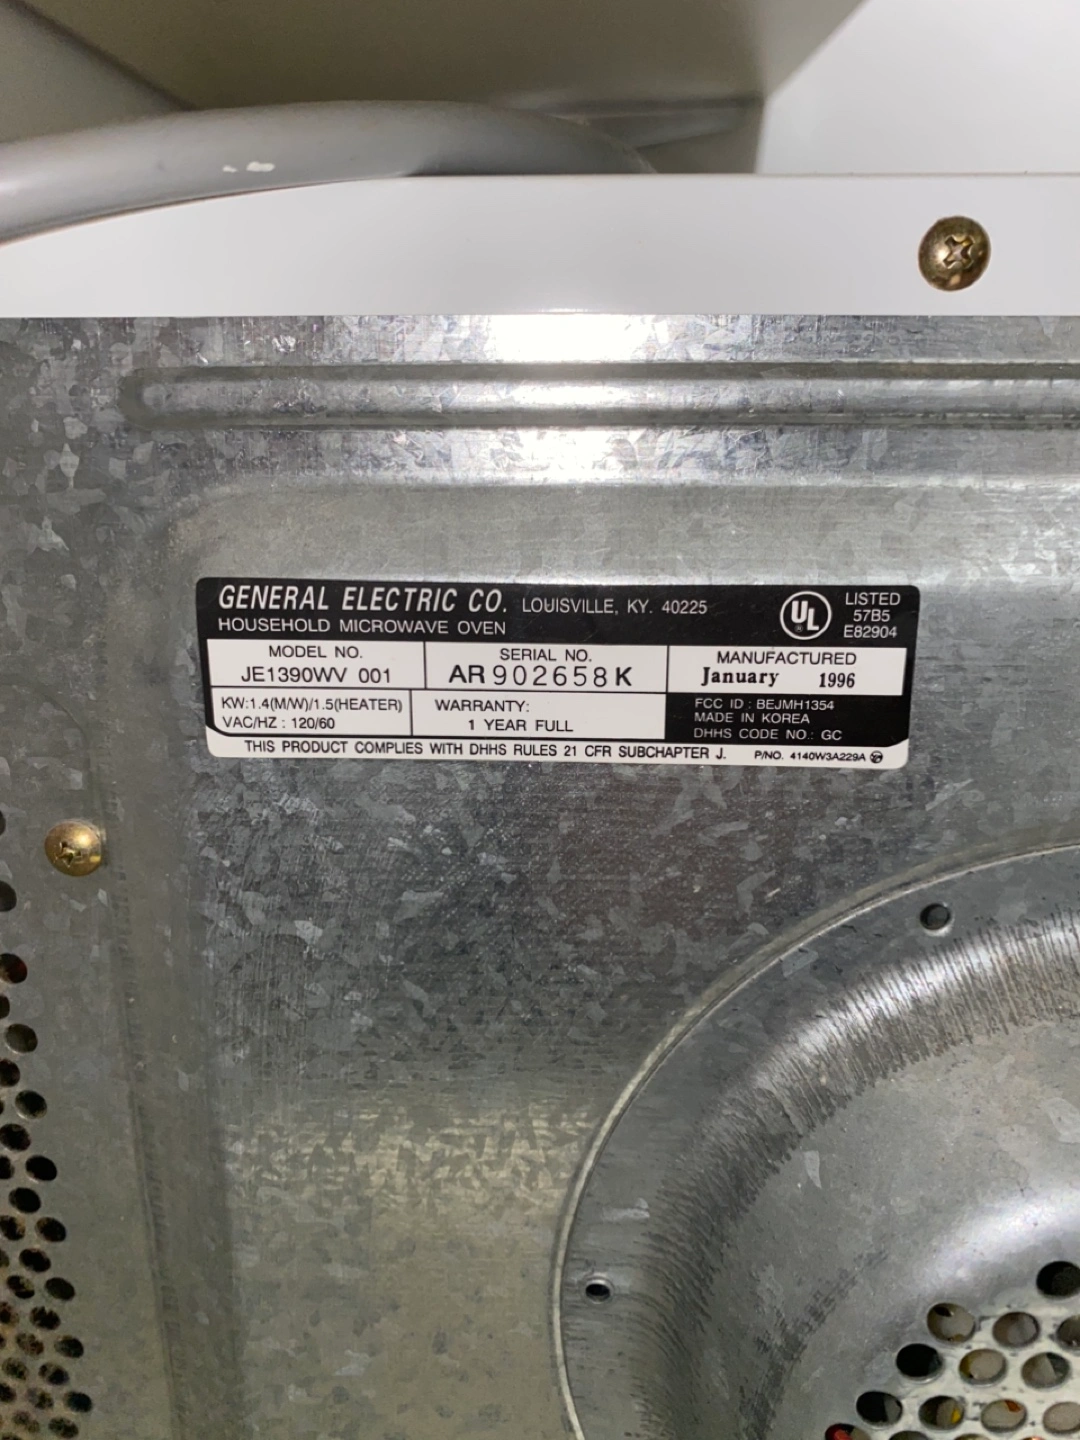 GENERAL ELECTRIC CO. LOUISVILLE, KY. 40225
HOUSEHOLD MICROWAVE OVEN
UL
®
LISTED
57B5
E82904
MODEL NO.
JE1390WV 001
SERIAL NO.
AR 902658 K
MANUFACTURED
January 1996
KW:1.4(M/W)/1.5(HEATER)
VAC/HZ : 120/60
WARRANTY:
1 YEAR FULL
FCC ID : BEJMH1354
MADE IN KOREA
DHHS CODE NO.: GC
THIS PRODUCT COMPLIES WITH DHHS RULES 21 CFR SUBCHAPTER J.
P/NO. 4140W3A229A